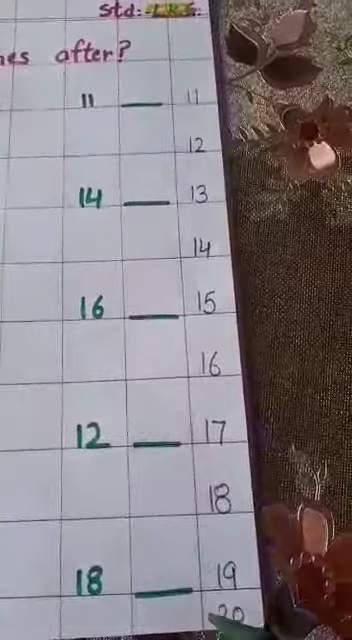 Std:
es after?
11 __ 11
12
14 __ 13
14
16 __ 15
16
12 __ 17
18
18 __ 19
20